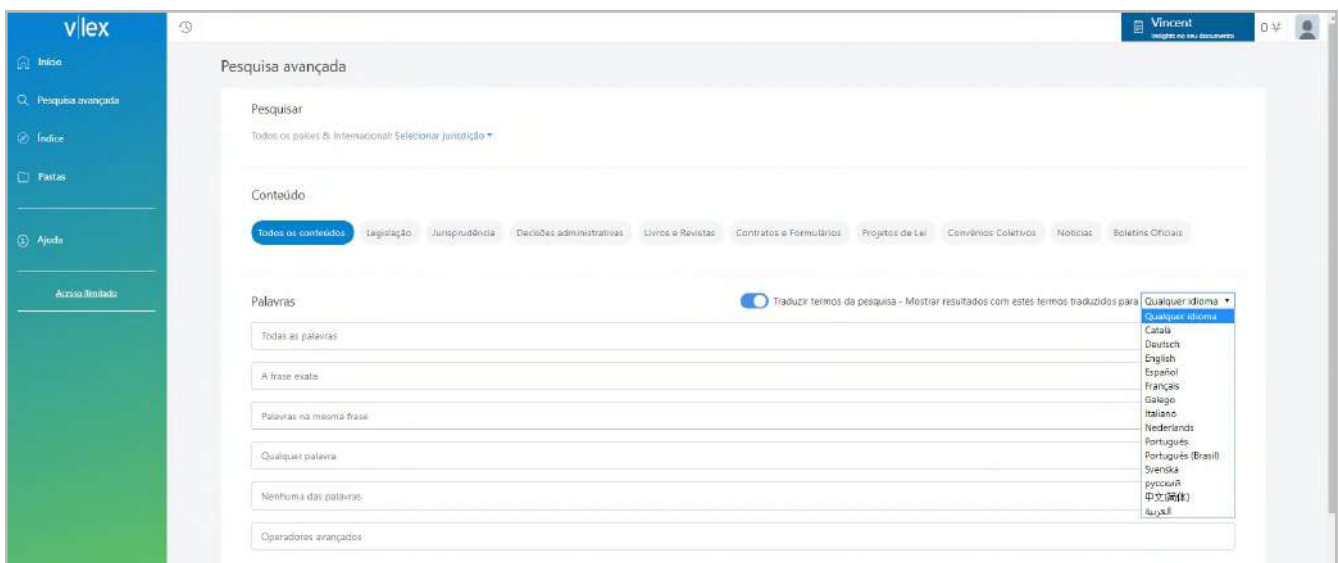 v|lex
Vincent
Insights no seu documento
0
Início
Pesquisa avançada
Índice
Pastas
Ajuda
Acesso Ilimitado
Pesquisa avançada
Pesquisar
Todos os países & Internacional: Selecionar jurisdição
Conteúdo
Todos os conteúdos Legislação Jurisprudência Decisões administrativas Livros e Revistas Contratos e Formulários Projetos de Lei Convênios Coletivos Notícias Boletins Oficiais
Palavras
Traduzir termos da pesquisa - Mostrar resultados com estes termos traduzidos para Qualquer idioma
Qualquer idioma
Català
Deutsch
English
Español
Français
Galego
Italiano
Nederlands
Português
Português (Brasil)
Svenska
русский
中文(简体)
العربية
Todas as palavras
A frase exata
Palavras na mesma frase
Qualquer palavra
Nenhuma das palavras
Operadores avançados